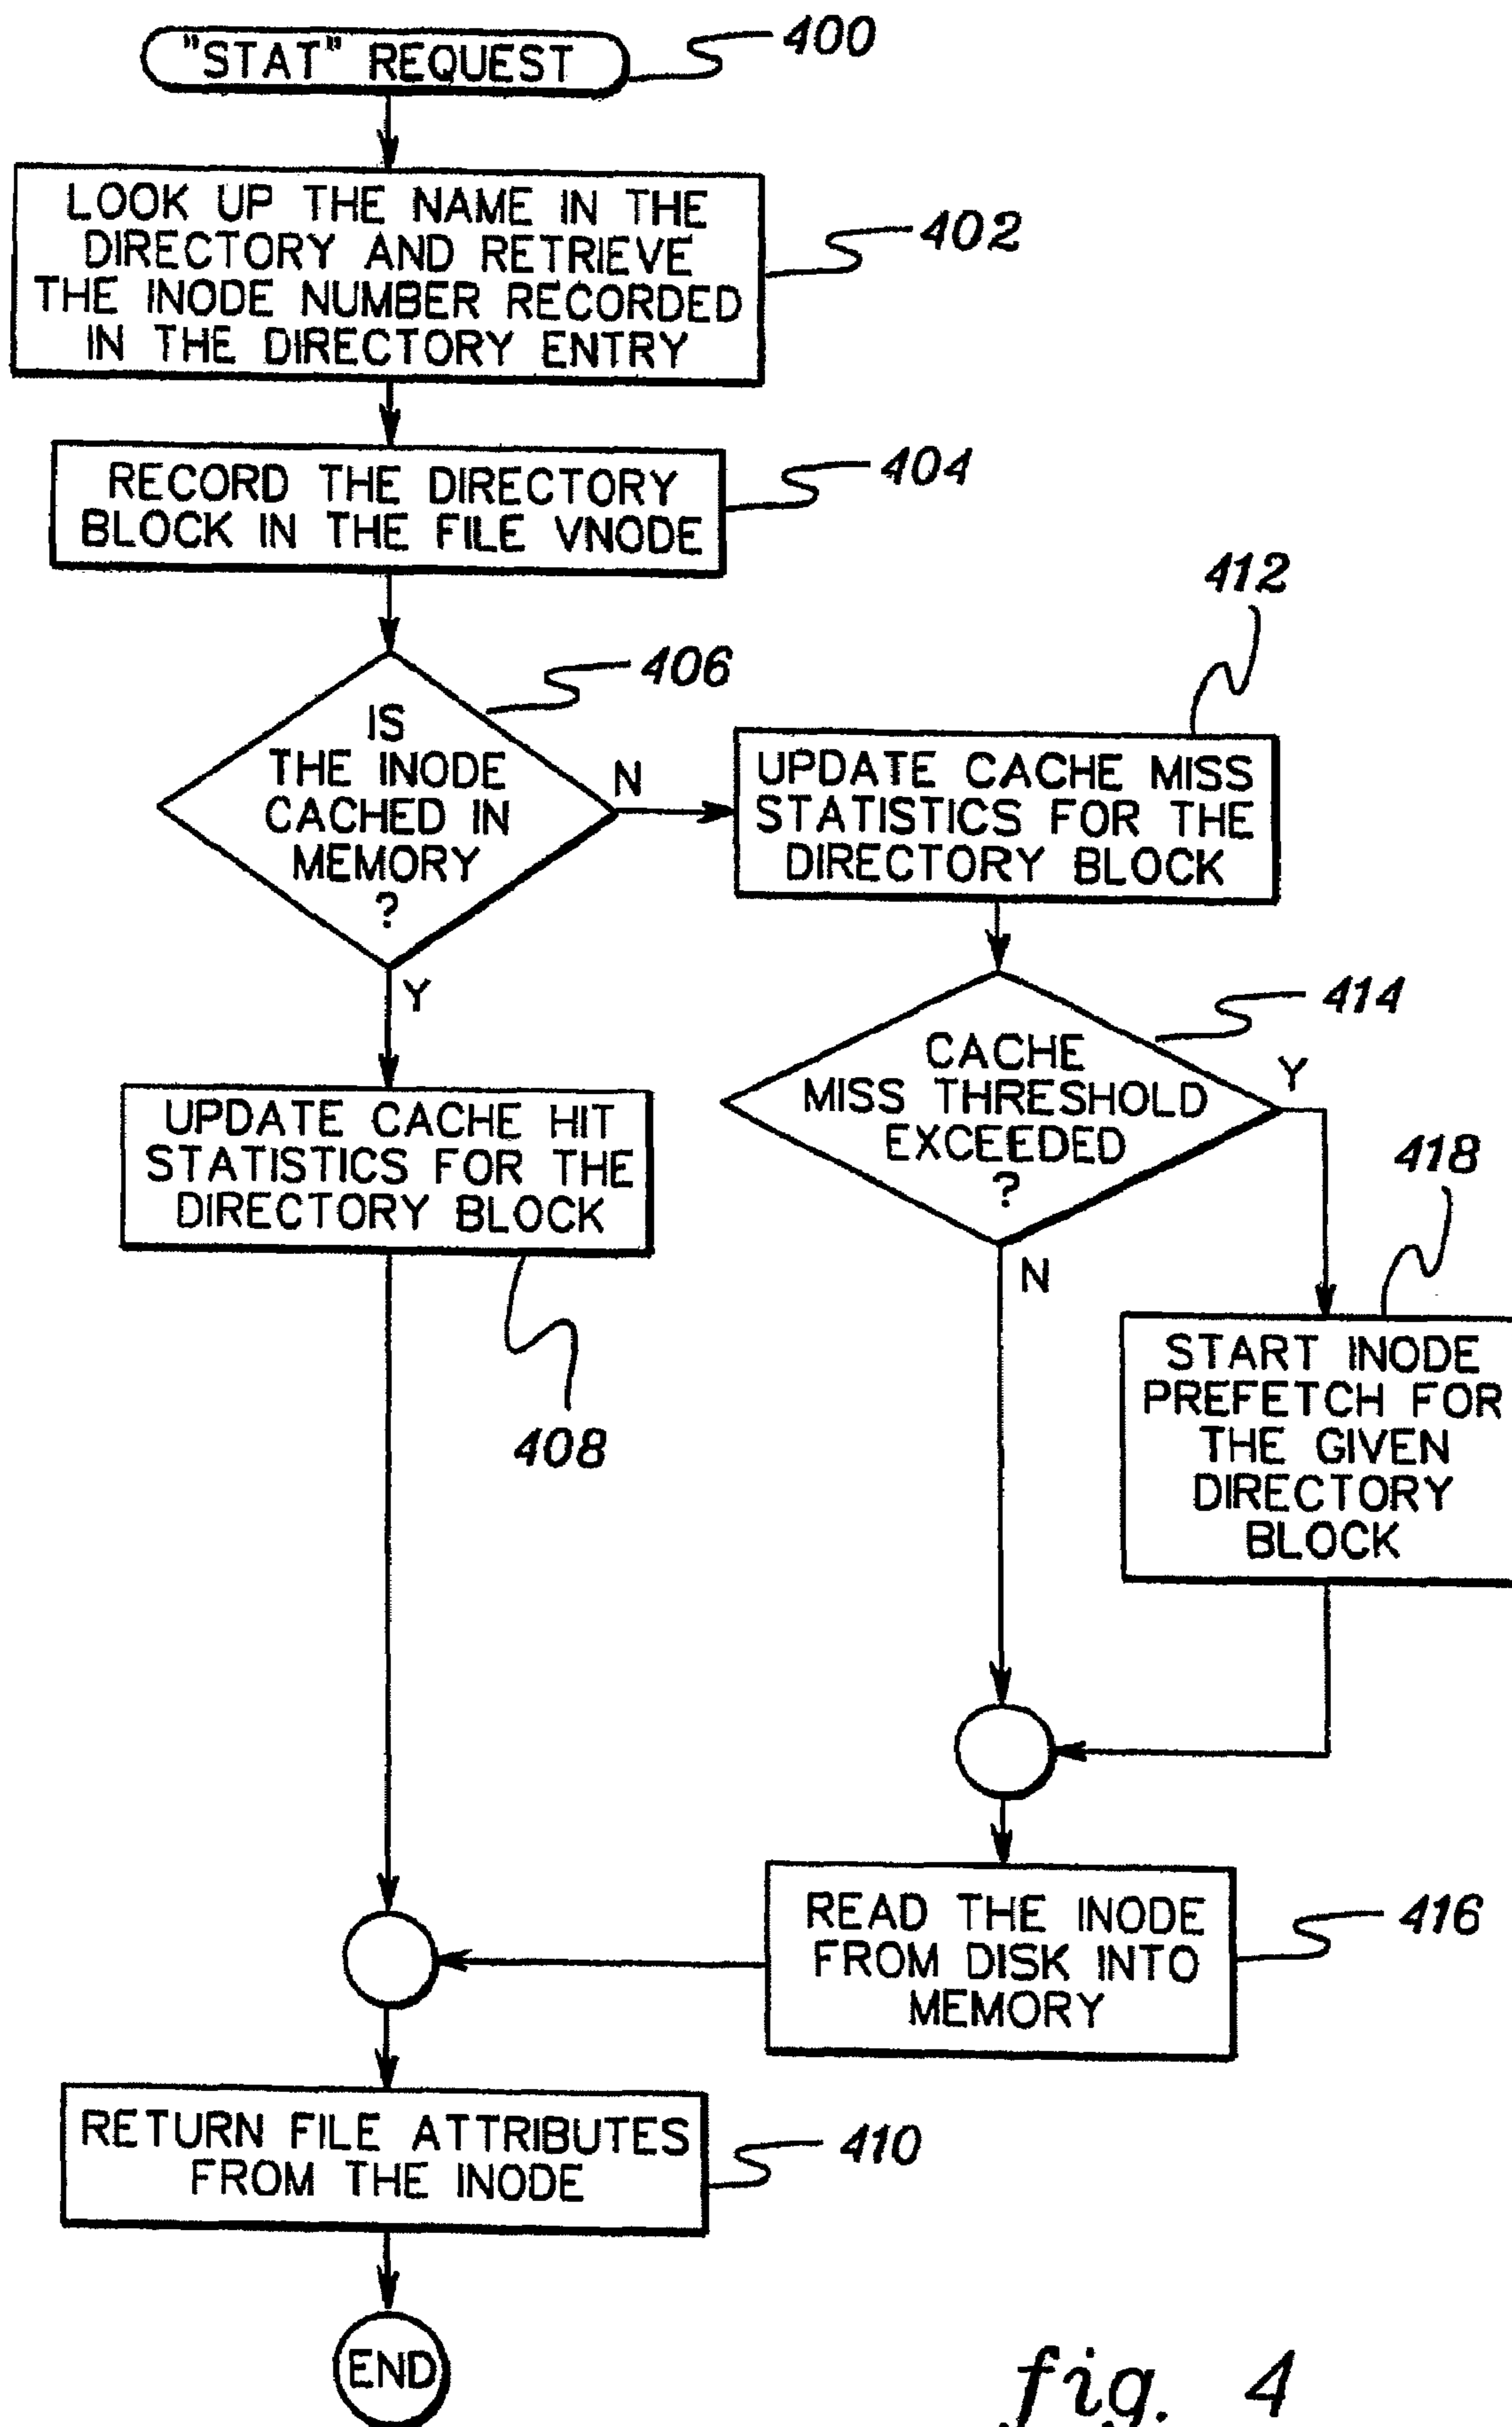 "STAT" REQUEST
400
LOOK UP THE NAME IN THE
DIRECTORY AND RETRIEVE
THE INODE NUMBER RECORDED
IN THE DIRECTORY ENTRY
402
RECORD THE DIRECTORY
BLOCK IN THE FILE VNODE
404
IS
THE INODE
CACHED IN
MEMORY
?
406
N
Y
412
UPDATE CACHE MISS
STATISTICS FOR THE
DIRECTORY BLOCK
CACHE
MISS THRESHOLD
EXCEEDED
?
414
Y
N
UPDATE CACHE HIT
STATISTICS FOR THE
DIRECTORY BLOCK
408
418
START INODE
PREFETCH FOR
THE GIVEN
DIRECTORY
BLOCK
READ THE INODE
FROM DISK INTO
MEMORY
416
RETURN FILE ATTRIBUTES
FROM THE INODE
410
END
fig. 4